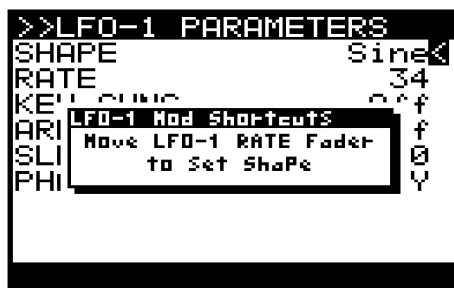 >>LFO-1 PARAMETERS
SHAPE Sine<
RATE 34
LFO-1 Mod Shortcuts
Move LFO-1 RATE Fader
to Set Shape